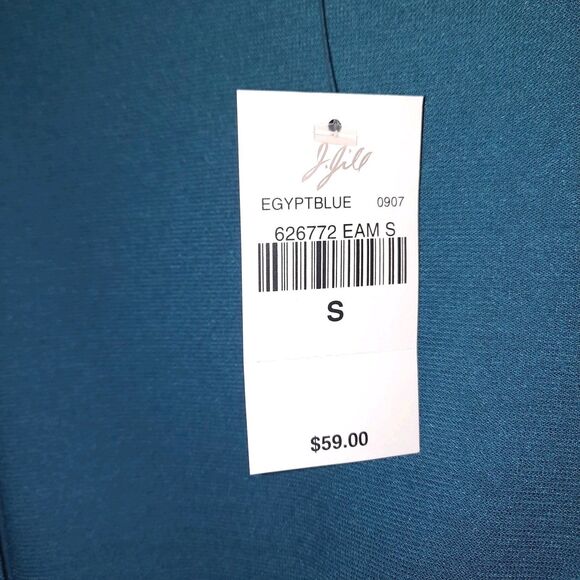 J.Jill
EGYPTBLUE 0907
626772 EAM S
S
$59.00